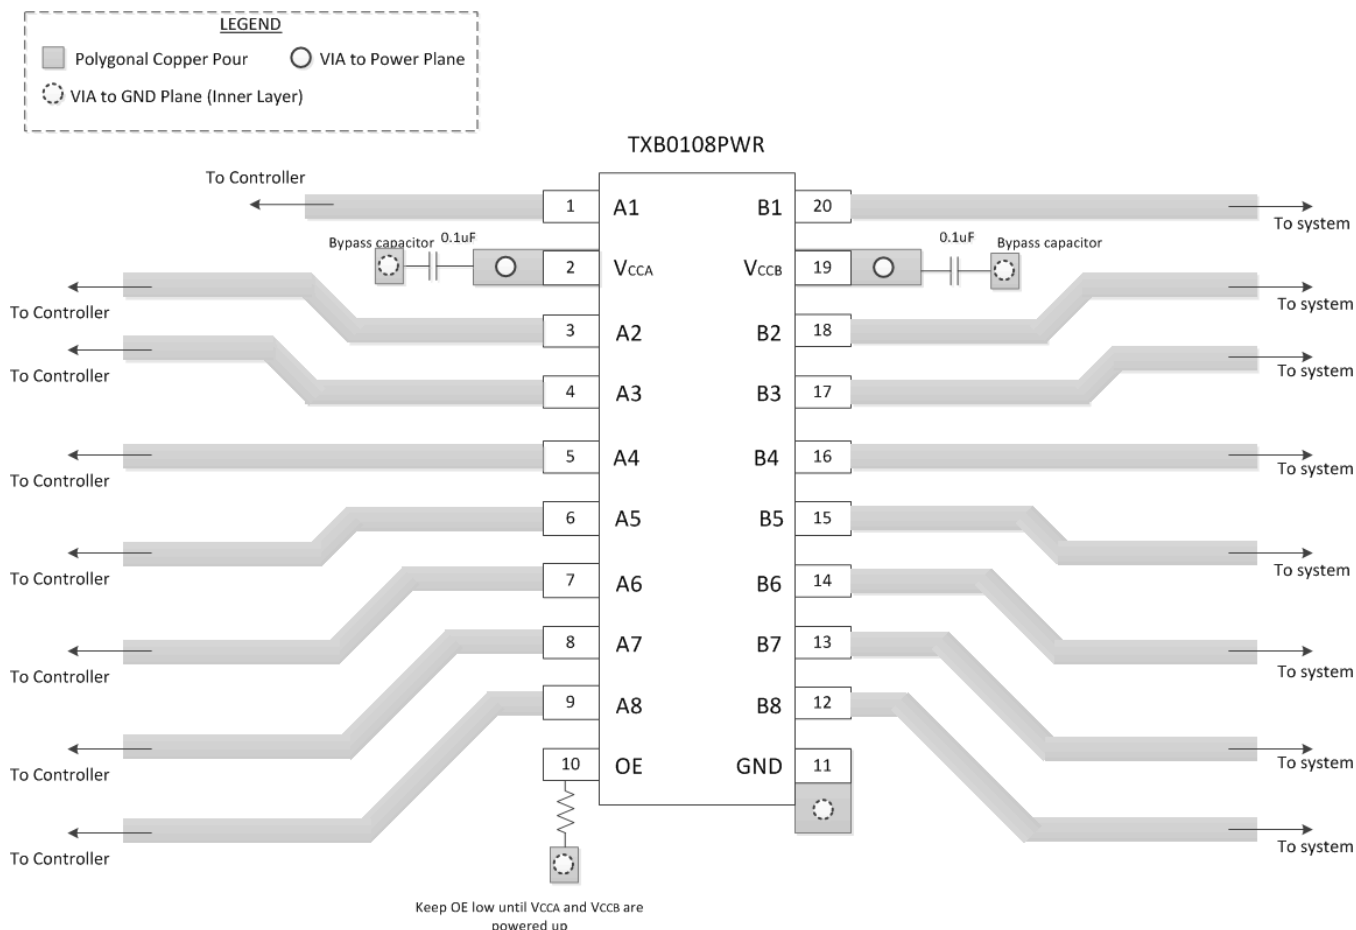 LEGEND
Polygonal Copper Pour
VIA to Power Plane
VIA to GND Plane (Inner Layer)
TXB0108PWR
To Controller
1
A1
B1
20
To system
Bypass capacitor
0.1uF
2
VCCA
VCCB
19
0.1uF
Bypass capacitor
To Controller
3
A2
B2
18
To system
To Controller
4
A3
B3
17
To system
To Controller
5
A4
B4
16
To system
To Controller
6
A5
B5
15
To system
To Controller
7
A6
B6
14
To system
To Controller
8
A7
B7
13
To system
To Controller
9
A8
B8
12
To system
10
OE
GND
11
Keep OE low until VCCA and VCCB are
powered up